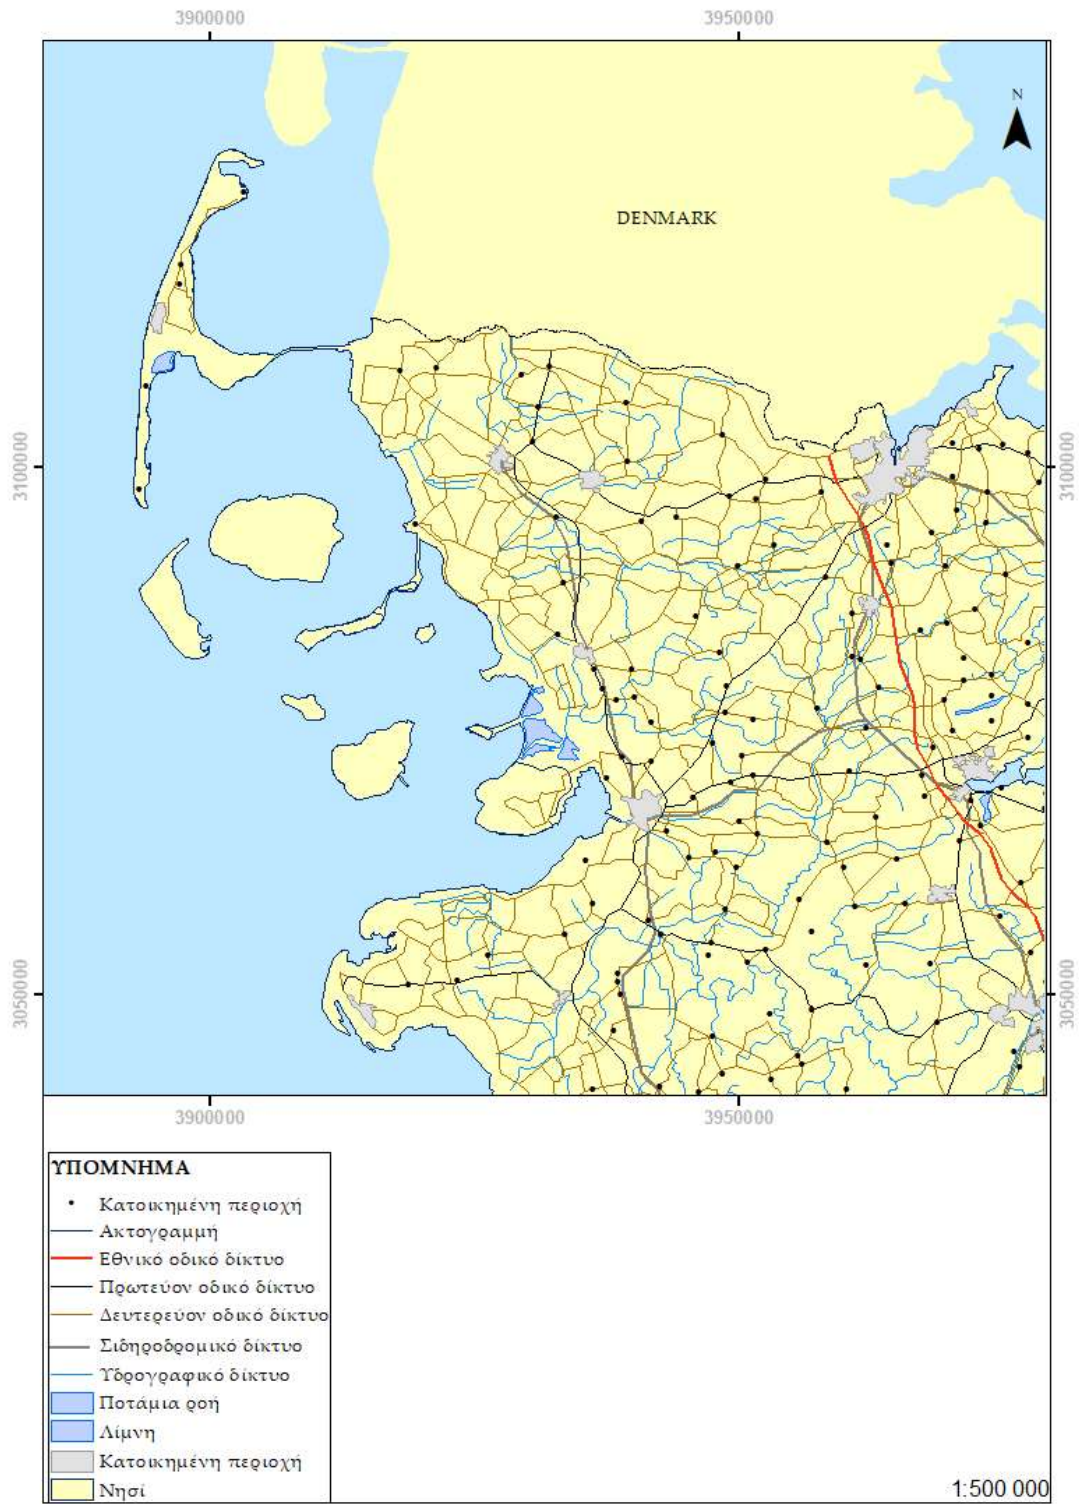 3900000 3950000
N
DENMARK
3100000 3100000
3050000 3050000
3900000 3950000
ΥΠΟΜΝΗΜΑ
Κατοικημένη περιοχή
Ακτογραμμή
Εθνικό οδικό δίκτυο
Πρωτεύον οδικό δίκτυο
Δευτερεύον οδικό δίκτυο
Σιδηροδρομικό δίκτυο
Υδρογραφικό δίκτυο
Ποτάμια ροή
Λίμνη
Κατοικημένη περιοχή
Νησί
1:500 000